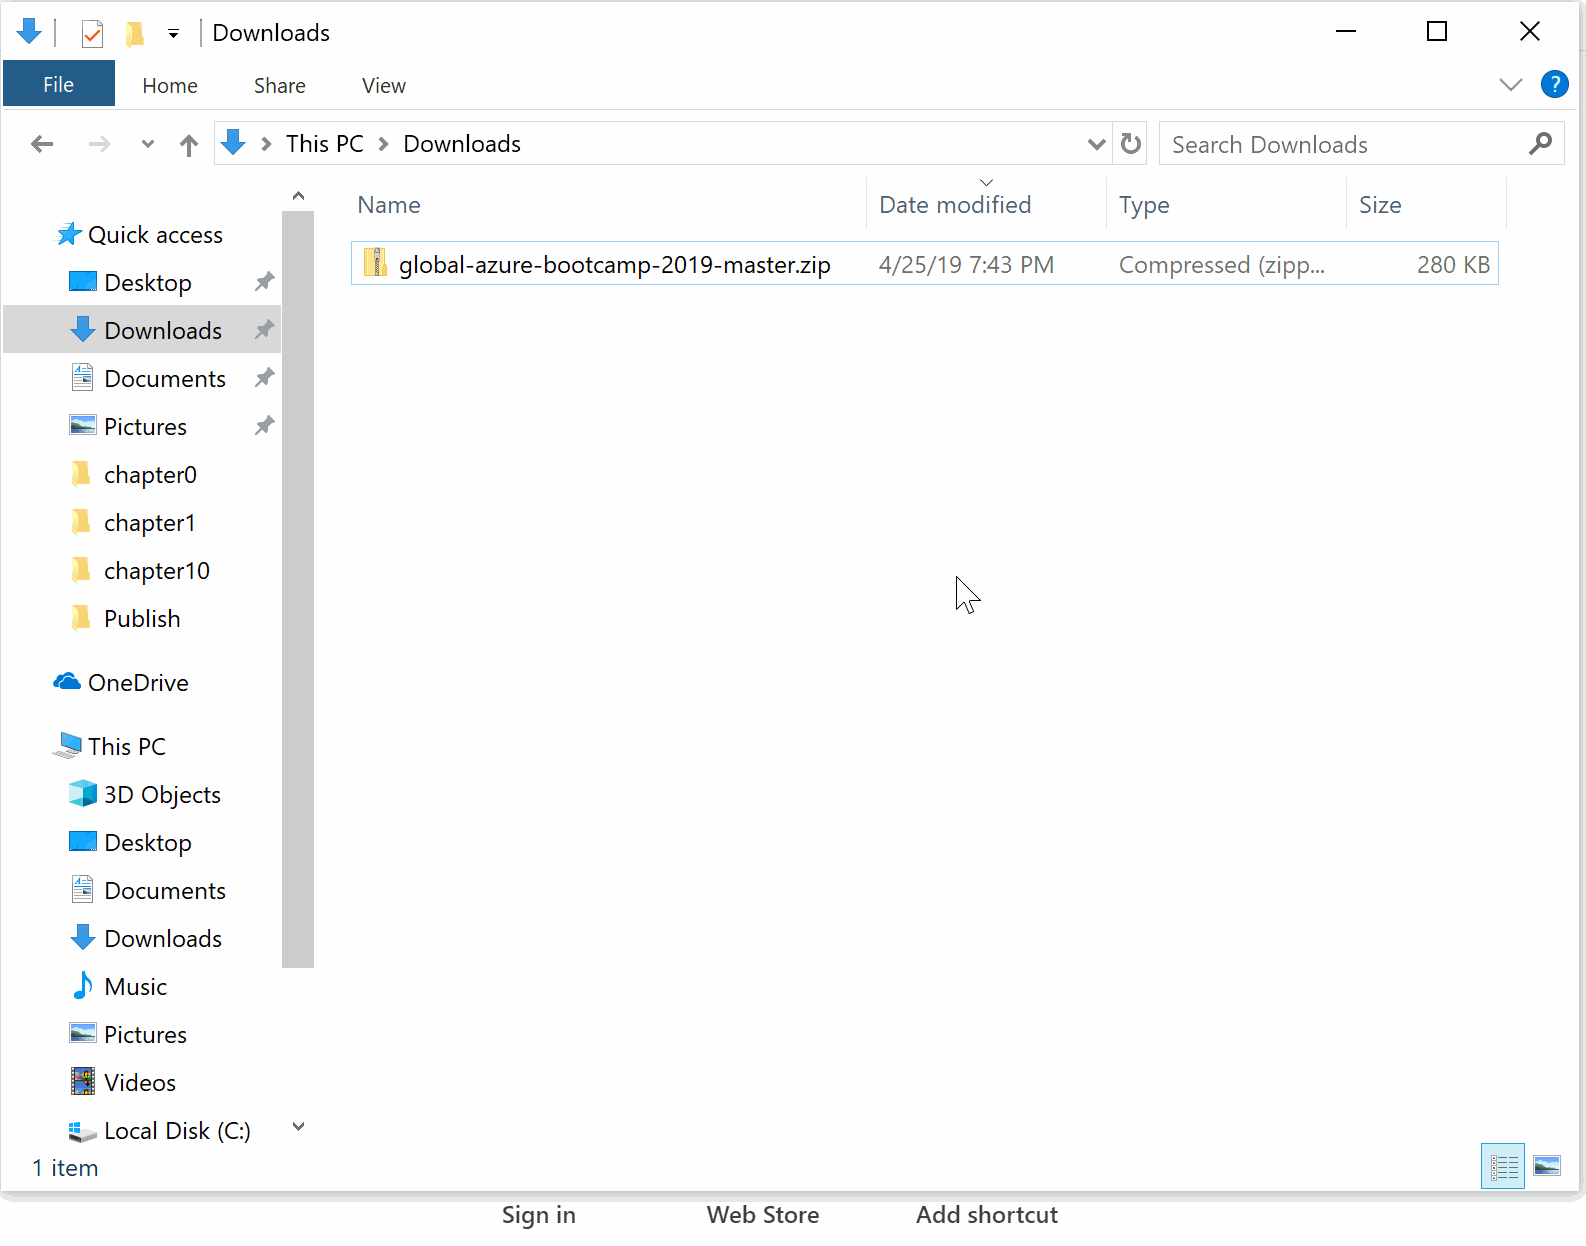 Downloads
File Home Share View ?
This PC Downloads
Search Downloads
Name Date modified Type Size
global-azure-bootcamp-2019-master.zip 4/25/19 7:43 PM Compressed (zipp... 280 KB
Quick access
Desktop
Downloads
Documents
Pictures
chapter0
chapter1
chapter10
Publish
OneDrive
This PC
3D Objects
Desktop
Documents
Downloads
Music
Pictures
Videos
Local Disk (C:)
1 item
Sign in Web Store Add shortcut